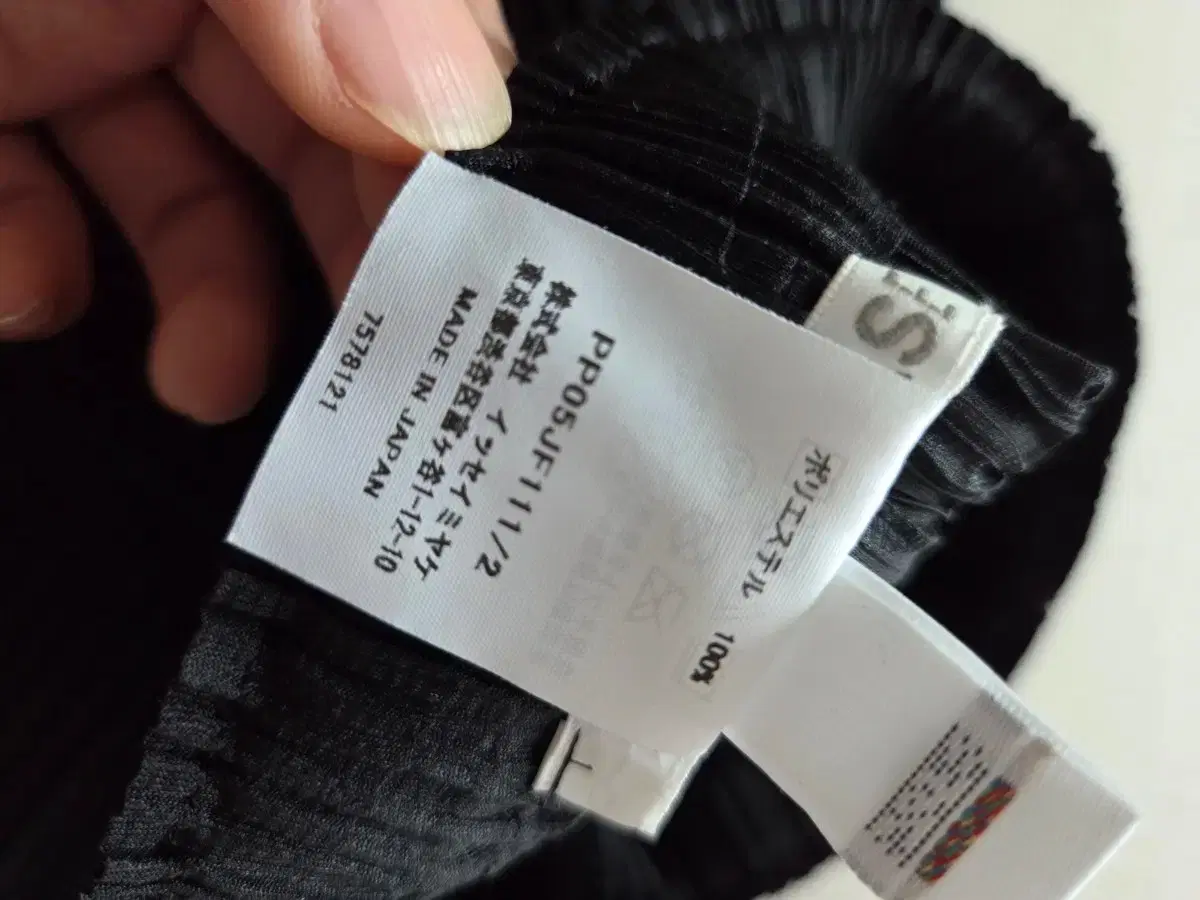 ポリエステル 100%
PP05JF111/2
株式会社 イッセイミヤケ
東京都渋谷区富ヶ谷1-12-10
MADE IN JAPAN
7578121